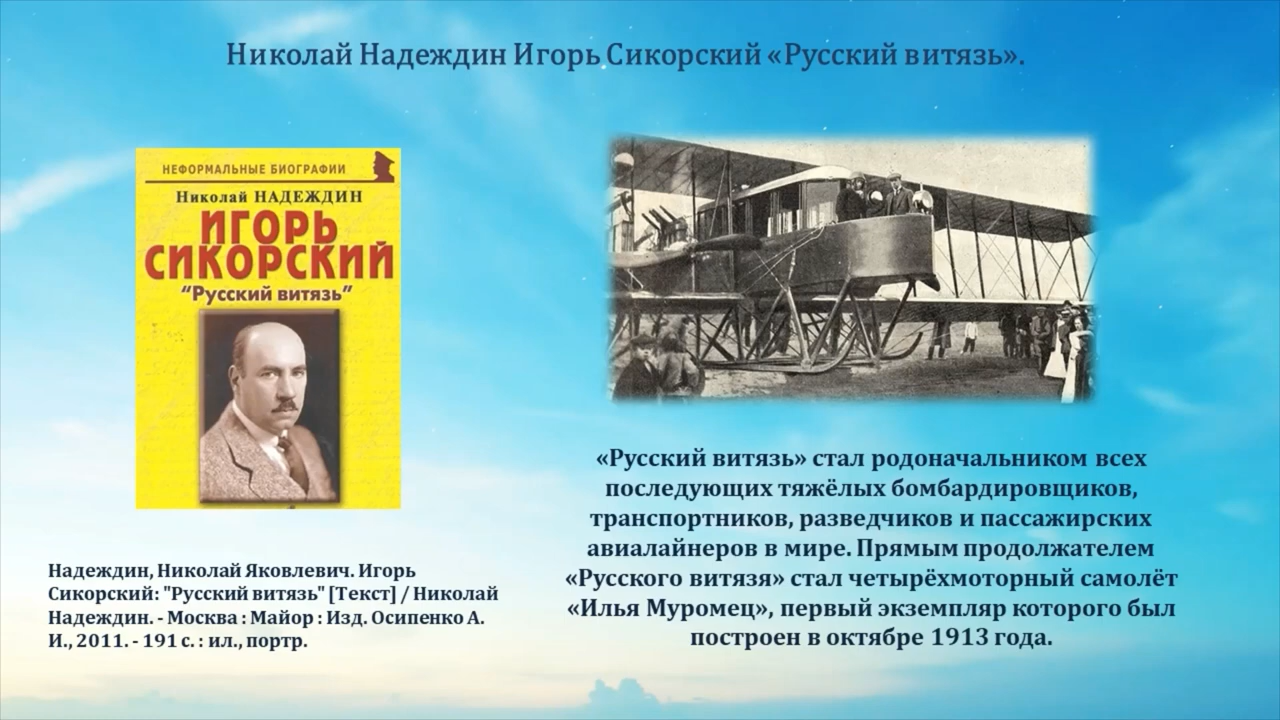 Николай Надеждин Игорь Сикорский «Русский витязь».
НЕФОРМАЛЬНЫЕ БИОГРАФИИ
Николай НАДЕЖДИН
ИГОРЬ
СИКОРСКИЙ
"Русский витязь"
Надеждин, Николай Яковлевич. Игорь
Сикорский: "Русский витязь" [Текст] / Николай
Надеждин. - Москва : Майор : Изд. Осипенко А.
И., 2011. - 191 с. : ил., портр.
«Русский витязь» стал родоначальником всех
последующих тяжёлых бомбардировщиков,
транспортников, разведчиков и пассажирских
авиалайнеров в мире. Прямым продолжателем
«Русского витязя» стал четырёхмоторный самолёт
«Илья Муромец», первый экземпляр которого был
построен в октябре 1913 года.